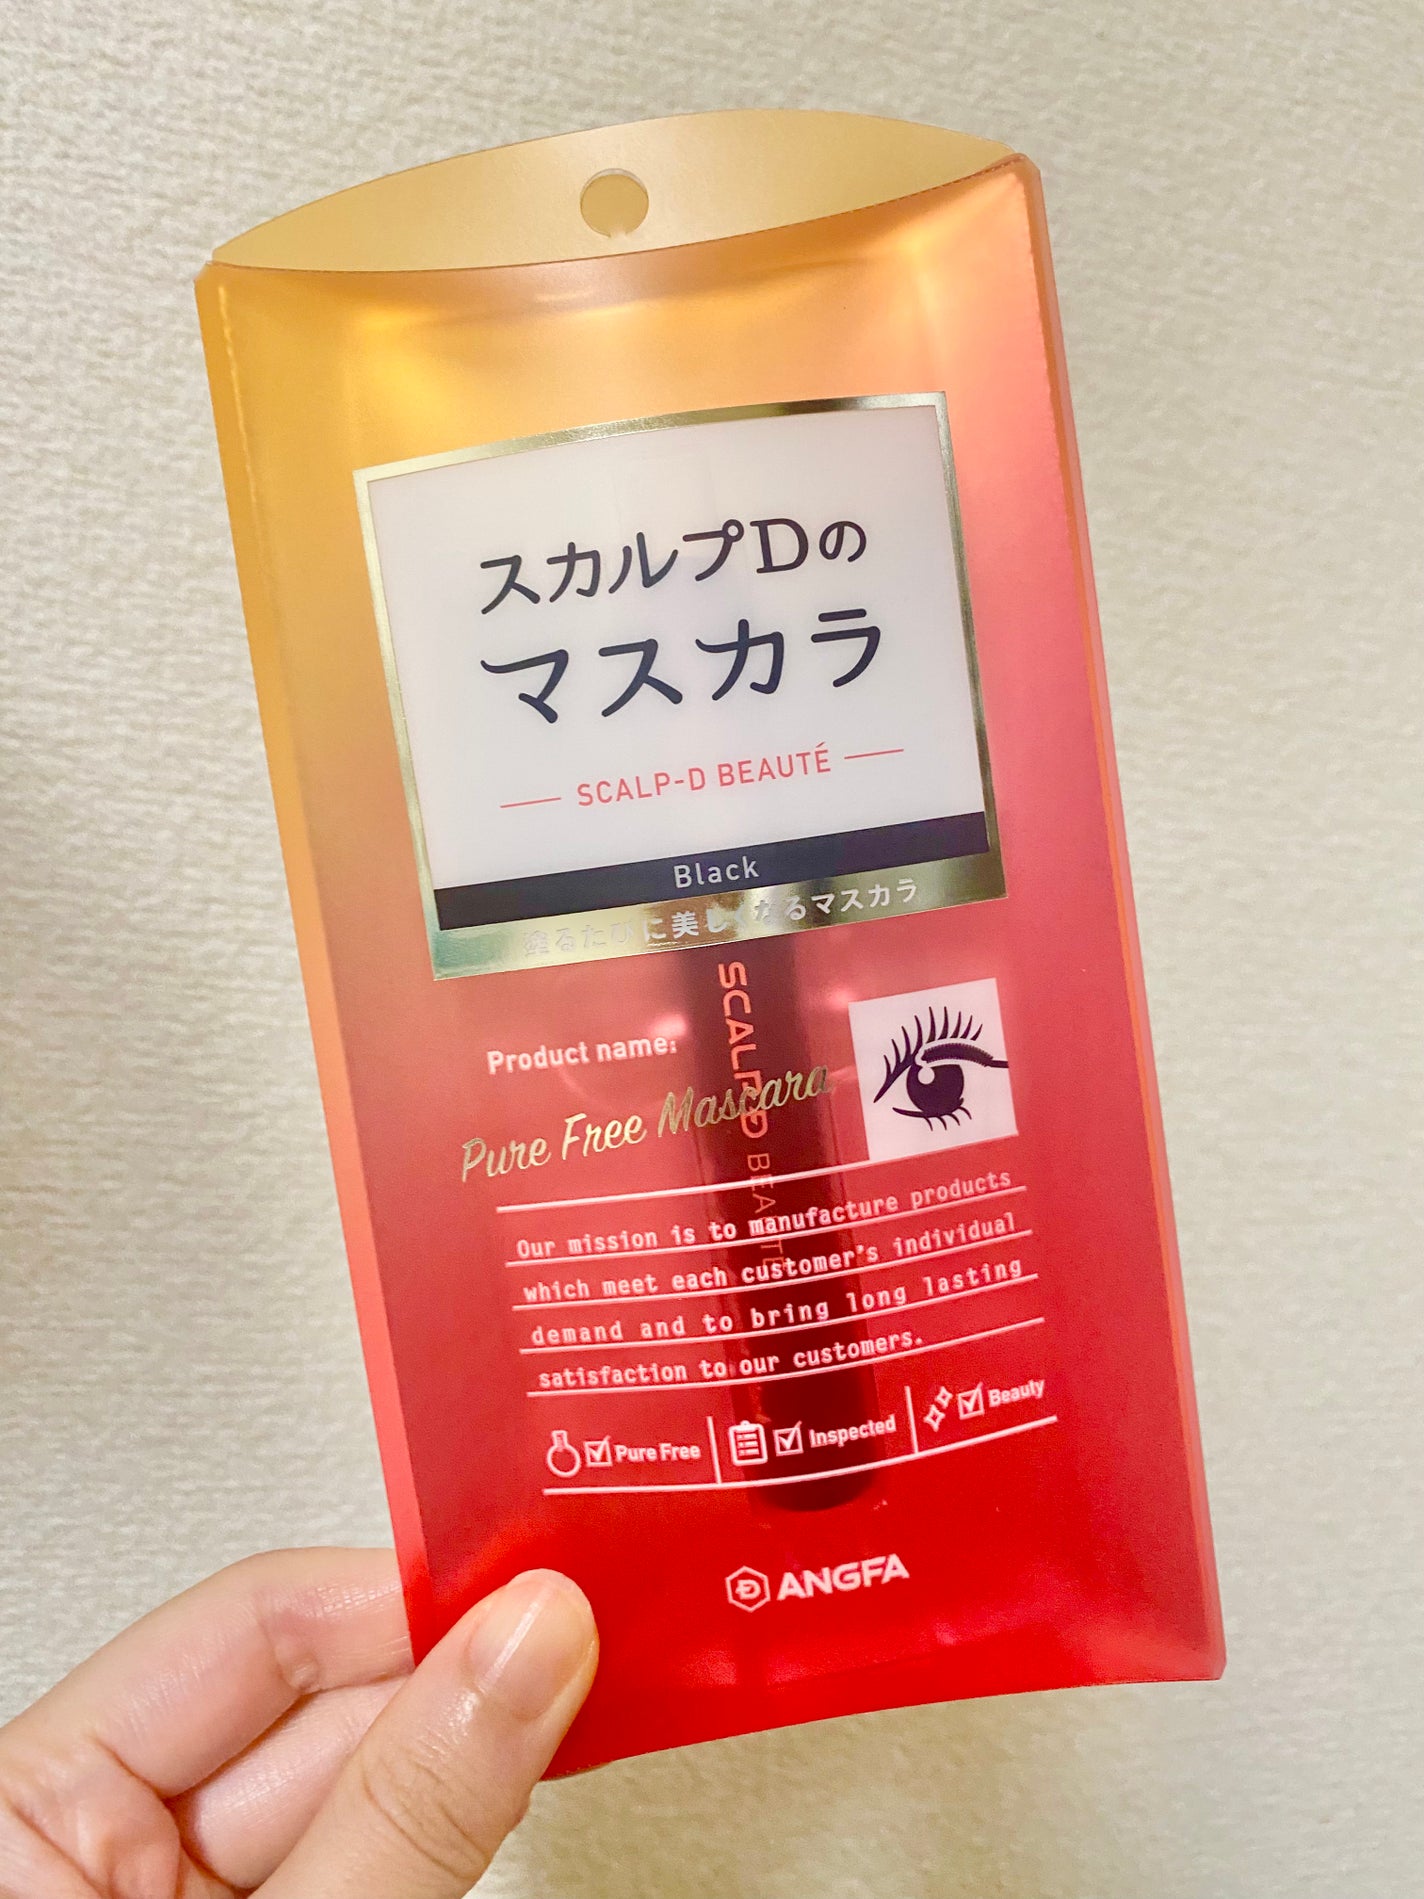 スカルプDの
マスカラ
SCALP-D BEAUTÉ
Black
塗るたびに美しくなるマスカラ
SCALP-D BEAUTÉ
Product name:
Pure Free Mascara
Our mission is to manufacture products
which meet each customer's individual
demand and to bring long lasting
satisfaction to our customers.
Pure Free
Inspected
Beauty
ANGFA